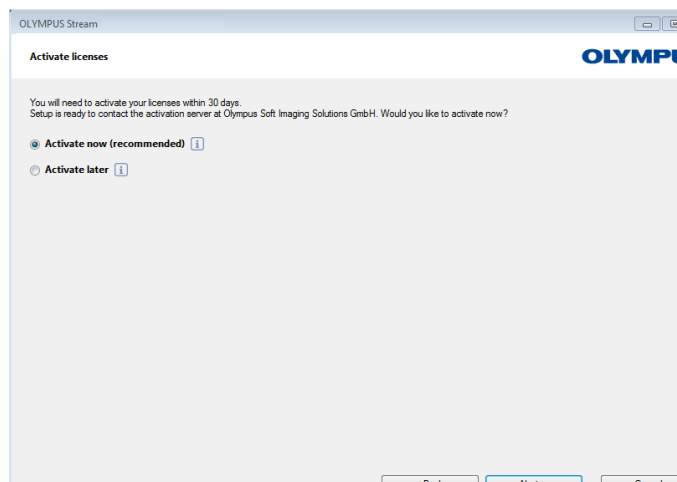 OLYMPUS Stream
Activate licenses
You will need to activate your licenses within 30 days.
Setup is ready to contact the activation server at Olympus Soft Imaging Solutions GmbH. Would you like to activate now?
Activate now (recommended)
Activate later